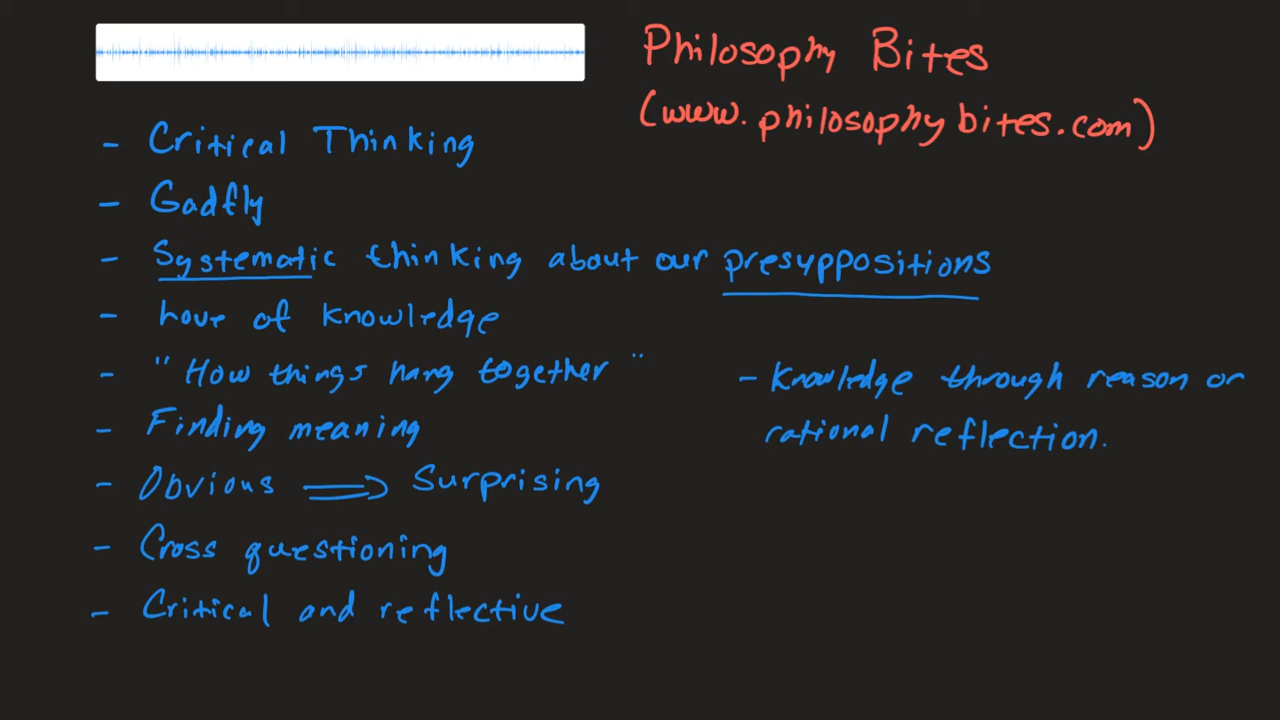 Philosophy Bites
(www.philosophybites.com)
- Critical Thinking
- Gadfly
- Systematic thinking about our presuppositions
- Love of knowledge
- "How things hang together"
- Finding meaning
- Obvious ⟹ Surprising
- Cross questioning
- Critical and reflective
- Knowledge through reason or
rational reflection.